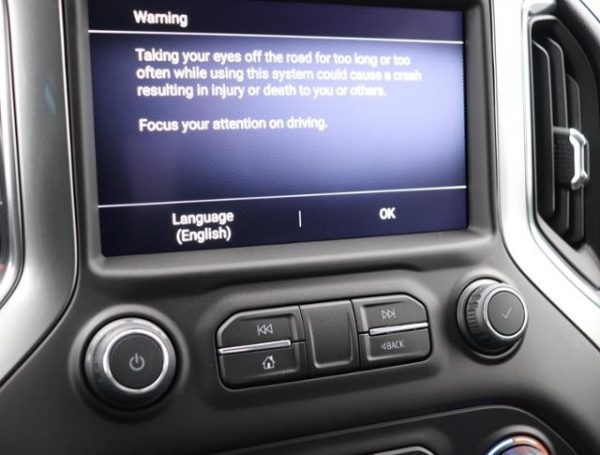 Warning
Taking your eyes off the road for too long or too
often while using this system could cause a crash
resulting in injury or death to you or others.
Focus your attention on driving.
Language
(English)
OK
BACK